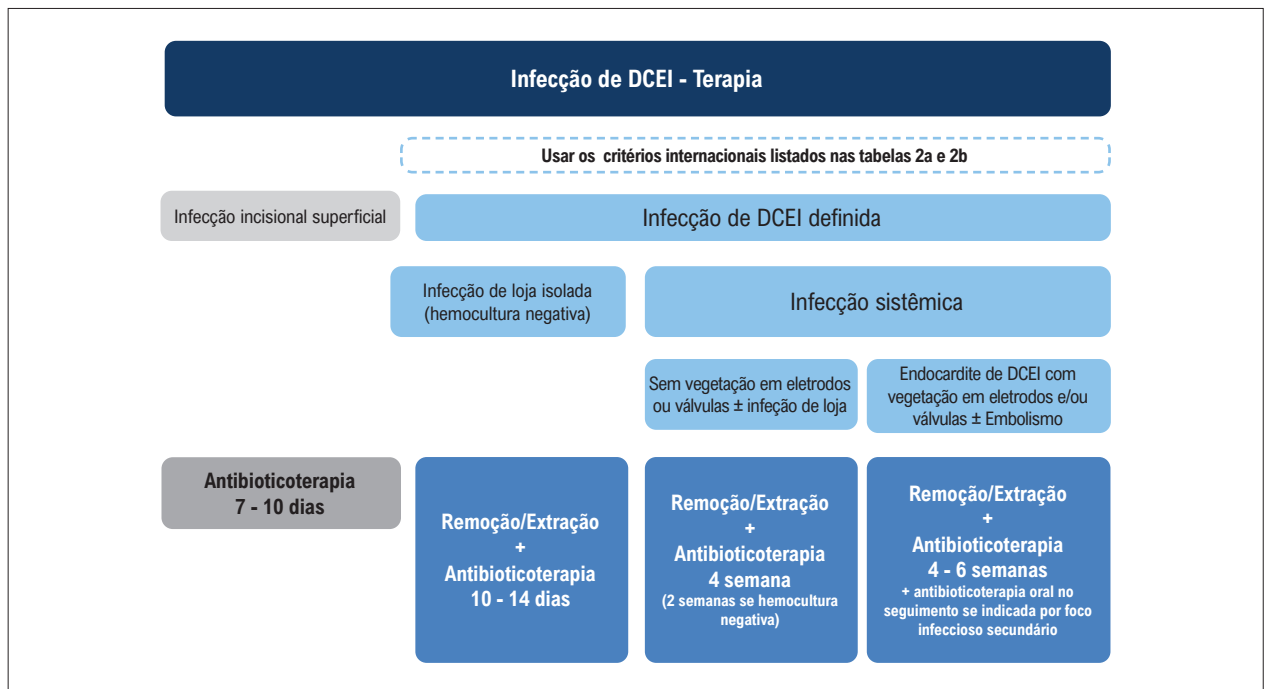 Infecção de DCEI - Terapia
Usar os critérios internacionais listados nas tabelas 2a e 2b
Infecção incisional superficial
Infecção de DCEI definida
Infecção de loja isolada
(hemocultura negativa)
Infecção sistêmica
Sem vegetação em eletrodos
ou válvulas ± infeção de loja
Endocardite de DCEI com
vegetação em eletrodos e/ou
válvulas ± Embolismo
Antibioticoterapia
7 - 10 dias
Remoção/Extração
+
Antibioticoterapia
10 - 14 dias
Remoção/Extração
+
Antibioticoterapia
4 semana
(2 semanas se hemocultura
negativa)
Remoção/Extração
+
Antibioticoterapia
4 - 6 semanas
+ antibioticoterapia oral no
seguimento se indicada por foco
infeccioso secundário